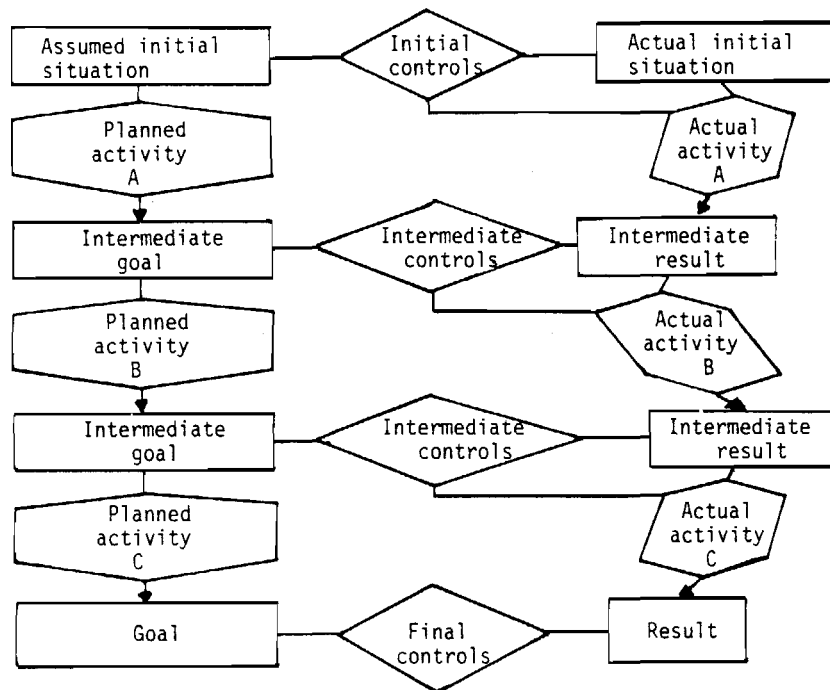 Assumed initial
situation
Initial
controls
Actual initial
situation
Planned
activity
A
Actual
activity
A
Intermediate
goal
Intermediate
controls
Intermediate
result
Planned
activity
B
Actual
activity
B
Intermediate
goal
Intermediate
controls
Intermediate
result
Planned
activity
C
Actual
activity
C
Goal
Final
controls
Result